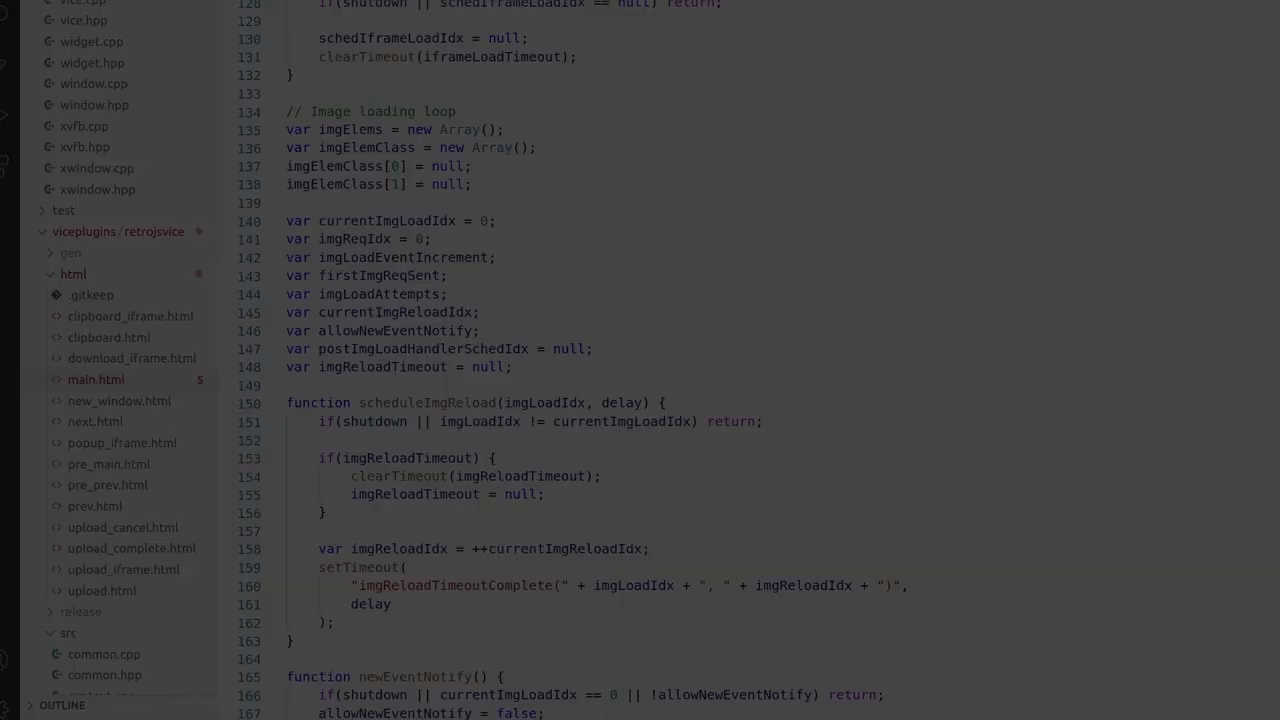 vice.cpp
vice.hpp
widget.cpp
widget.hpp
window.cpp
window.hpp
xvfb.cpp
xvfb.hpp
xwindow.cpp
xwindow.hpp
test
viceplugins / retrojsvice
gen
html
.gitkeep
clipboard_iframe.html
clipboard.html
download_iframe.html
main.html 5
new_window.html
next.html
popup_iframe.html
pre_main.html
pre_prev.html
prev.html
upload_cancel.html
upload_complete.html
upload_iframe.html
upload.html
release
src
common.cpp
common.hpp
OUTLINE
128 if(shutdown || schedIframeLoadIdx == null) return;
129
130 schedIframeLoadIdx = null;
131 clearTimeout(iframeLoadTimeout);
132 }
133
134 // Image loading loop
135 var imgElems = new Array();
136 var imgElemClass = new Array();
137 imgElemClass[0] = null;
138 imgElemClass[1] = null;
139
140 var currentImgLoadIdx = 0;
141 var imgReqIdx = 0;
142 var imgLoadEventIncrement;
143 var firstImgReqSent;
144 var imgLoadAttempts;
145 var currentImgReloadIdx;
146 var allowNewEventNotify;
147 var postImgLoadHandlerSchedIdx = null;
148 var imgReloadTimeout = null;
149
150 function scheduleImgReload(imgLoadIdx, delay) {
151 if(shutdown || imgLoadIdx != currentImgLoadIdx) return;
152
153 if(imgReloadTimeout) {
154 clearTimeout(imgReloadTimeout);
155 imgReloadTimeout = null;
156 }
157
158 var imgReloadIdx = ++currentImgReloadIdx;
159 setTimeout(
160 "imgReloadTimeoutComplete(" + imgLoadIdx + ", " + imgReloadIdx + ")",
161 delay
162 );
163 }
164
165 function newEventNotify() {
166 if(shutdown || currentImgLoadIdx == 0 || !allowNewEventNotify) return;
167 allowNewEventNotify = false;